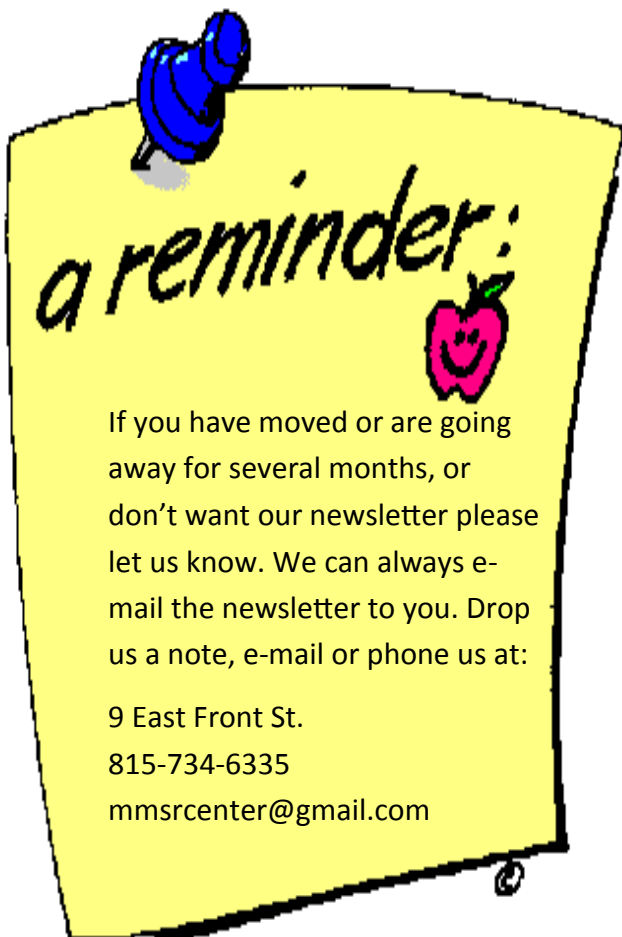 a reminder:
If you have moved or are going
away for several months, or
don’t want our newsletter please
let us know. We can always e-
mail the newsletter to you. Drop
us a note, e-mail or phone us at:
9 East Front St.
815-734-6335
mmsrcenter@gmail.com
©